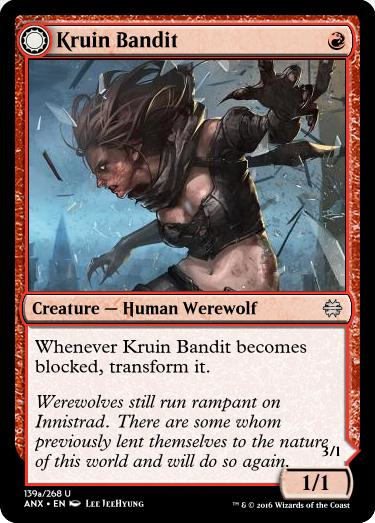 Kruin Bandit
Creature — Human Werewolf
Whenever Kruin Bandit becomes
blocked, transform it.
Werewolves still run rampant on
Innistrad. There are some whom
previously lent themselves to the nature
of this world and will do so again.
3/1
1/1
139a/268 U
ANX • EN LEE JEEHYUNG
™ & © 2016 Wizards of the Coast